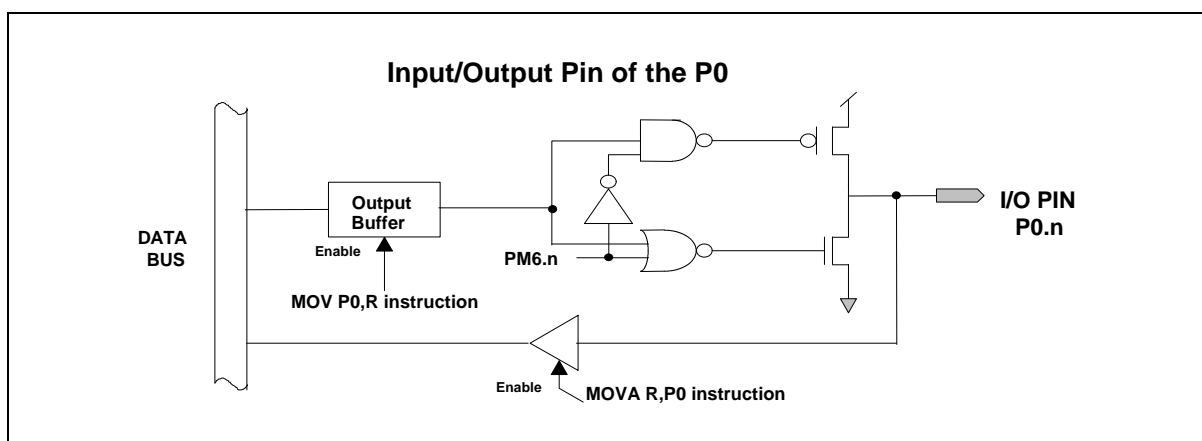 Input/Output Pin of the P0
Output
Buffer
I/O PIN
P0.n
DATA
BUS
Enable
PM6.n
MOV P0,R instruction
Enable
MOVA R,P0 instruction